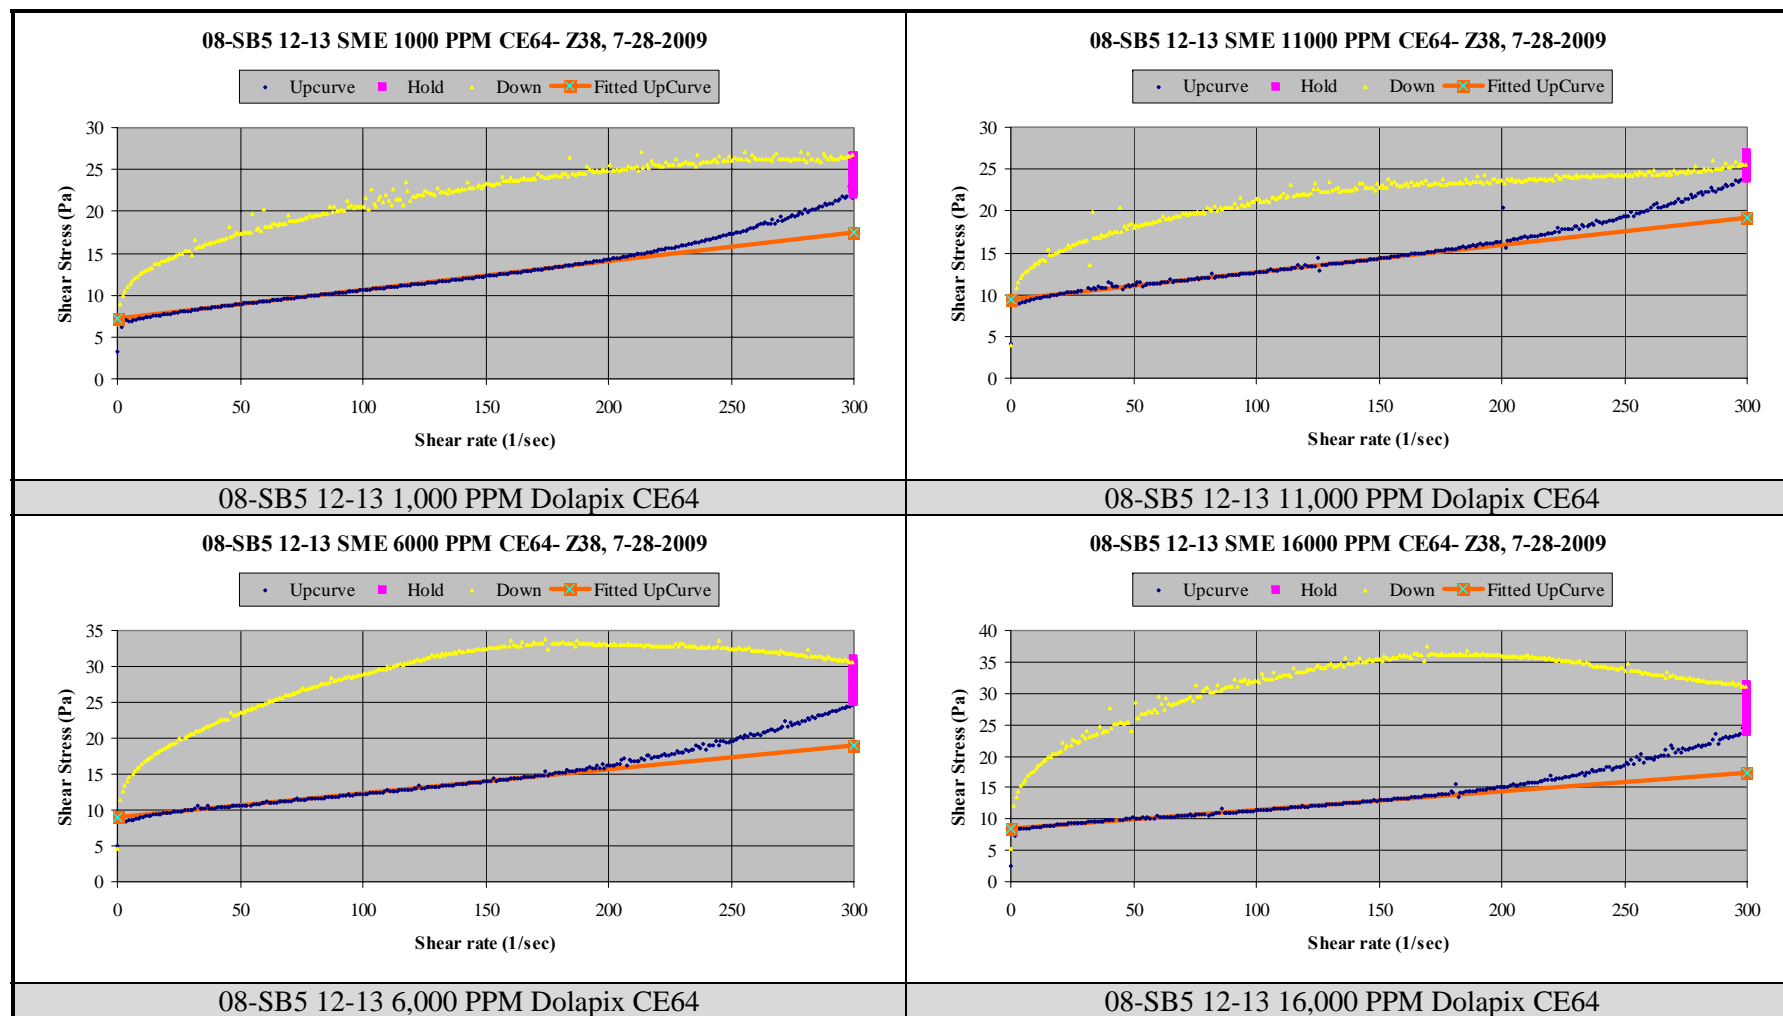 08-SB5 12-13 SME 1000 PPM CE64- Z38, 7-28-2009
Upcurve Hold Down Fitted UpCurve
30
25
20
15
10
5
0
Shear Stress (Pa)
0 50 100 150 200 250 300
Shear rate (1/sec)
08-SB5 12-13 1,000 PPM Dolapix CE64
08-SB5 12-13 SME 11000 PPM CE64- Z38, 7-28-2009
Upcurve Hold Down Fitted UpCurve
30
25
20
15
10
5
0
Shear Stress (Pa)
0 50 100 150 200 250 300
Shear rate (1/sec)
08-SB5 12-13 11,000 PPM Dolapix CE64
08-SB5 12-13 SME 6000 PPM CE64- Z38, 7-28-2009
Upcurve Hold Down Fitted UpCurve
35
30
25
20
15
10
5
0
Shear Stress (Pa)
0 50 100 150 200 250 300
Shear rate (1/sec)
08-SB5 12-13 6,000 PPM Dolapix CE64
08-SB5 12-13 SME 16000 PPM CE64- Z38, 7-28-2009
Upcurve Hold Down Fitted UpCurve
40
35
30
25
20
15
10
5
0
Shear Stress (Pa)
0 50 100 150 200 250 300
Shear rate (1/sec)
08-SB5 12-13 16,000 PPM Dolapix CE64